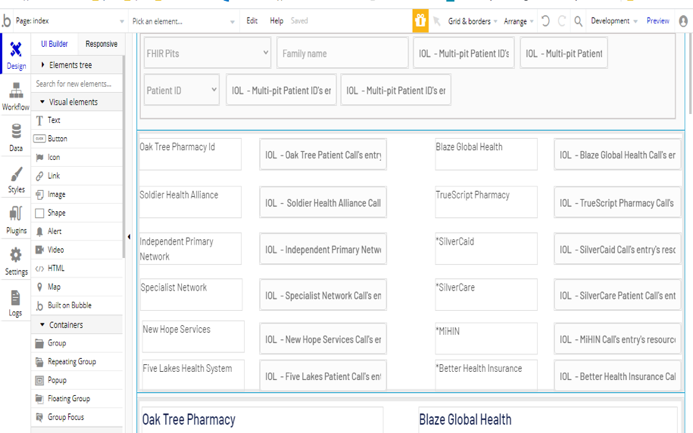 Page: index
Pick an element...
Edit
Help
Saved
Grid & borders
Arrange
Development
Preview
Design
Workflow
Data
Styles
Plugins
Settings
Logs
UI Builder
Responsive
Elements tree
Search for new elements...
Visual elements
Text
Button
Icon
Link
Image
Shape
Alert
Video
HTML
Map
Built on Bubble
Containers
Group
Repeating Group
Popup
Floating Group
Group Focus
FHIR Pits
Family name
IOL - Multi-pit Patient ID's
IOL - Multi-pit Patient
Patient ID
IOL - Multi-pit Patient ID's er
IOL - Multi-pit Patient ID's er
Oak Tree Pharmacy Id
IOL - Oak Tree Patient Call's entry
Blaze Global Health
IOL - Blaze Global Health Call's er
Soldier Health Alliance
IOL - Soldier Health Alliance Call
TrueScript Pharmacy
IOL - TrueScript Pharmacy Call's
Independent Primary
Network
IOL - Independent Primary Netw
*SilverCaid
IOL - SilverCaid Call's entry's reso
Specialist Network
IOL - Specialist Network Call's en
*SilverCare
IOL - SilverCare Patient Call's ent
New Hope Services
IOL - New Hope Services Call's er
*MIHIN
IOL - MiHIN Call's entry's resource
Five Lakes Health System
IOL - Five Lakes Patient Call's en
*Better Health Insurance
IOL - Better Health Insurance Cal
Oak Tree Pharmacy
Blaze Global Health